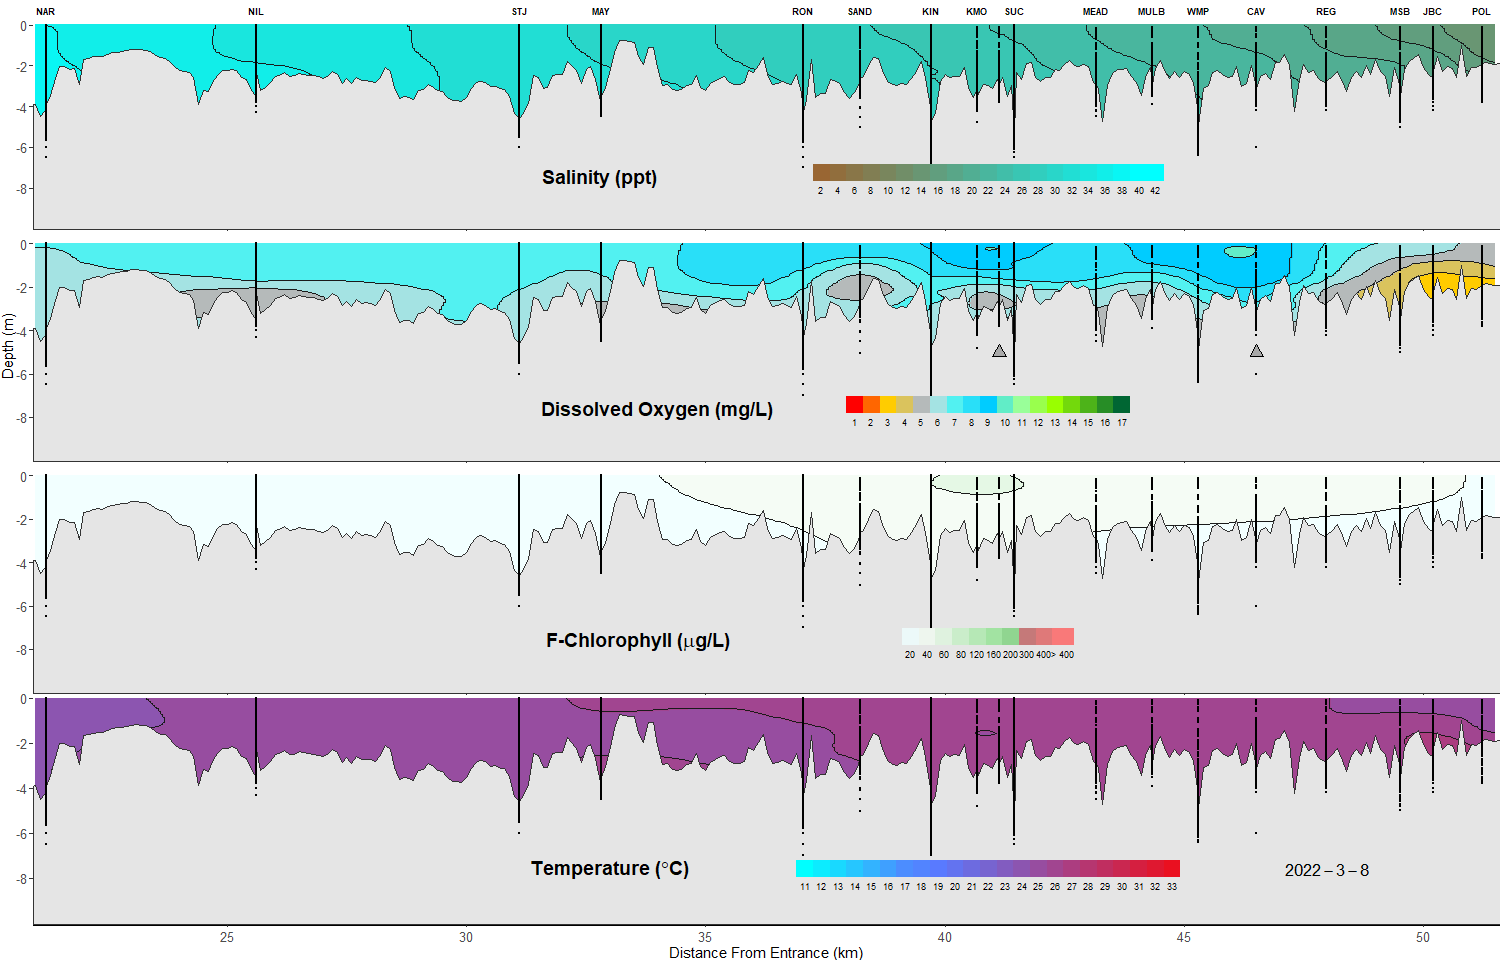 NAR NIL STJ MAY RON SAND KIN KMO SUC MEAD MULB WMP CAV REG MSB JBC POL
0
-2
-4
-6
-8
Salinity (ppt)
2 4 6 8 10 12 14 16 18 20 22 24 26 28 30 32 34 36 38 40 42
0
-2
-4
-6
-8
Depth (m)
Dissolved Oxygen (mg/L)
1 2 3 4 5 6 7 8 9 10 11 12 13 14 15 16 17
0
-2
-4
-6
-8
F-Chlorophyll (μg/L)
20 40 60 80 120 160 200 300 400> 400
0
-2
-4
-6
-8
Temperature (°C)
11 12 13 14 15 16 17 18 19 20 21 22 23 24 25 26 27 28 29 30 31 32 33
2022 – 3 – 8
25 30 35 40 45 50
Distance From Entrance (km)